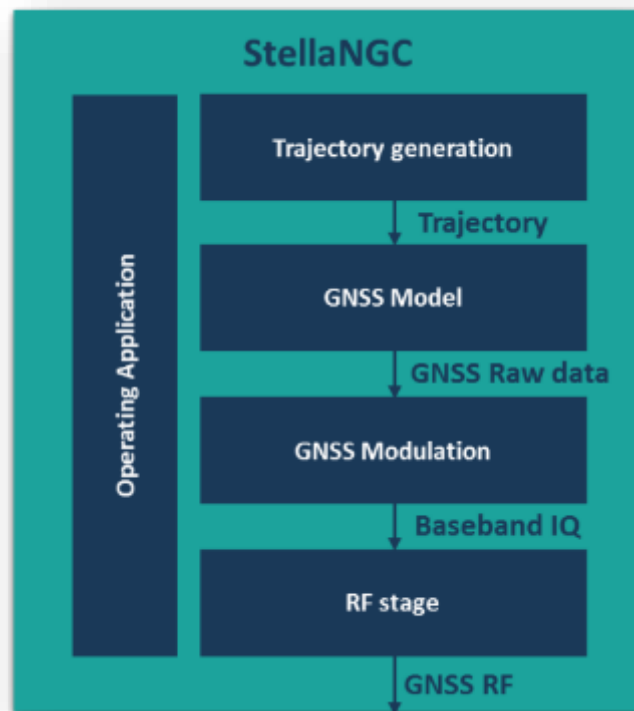 StellaNGC
Operating Application
Trajectory generation
Trajectory
GNSS Model
GNSS Raw data
GNSS Modulation
Baseband IQ
RF stage
GNSS RF